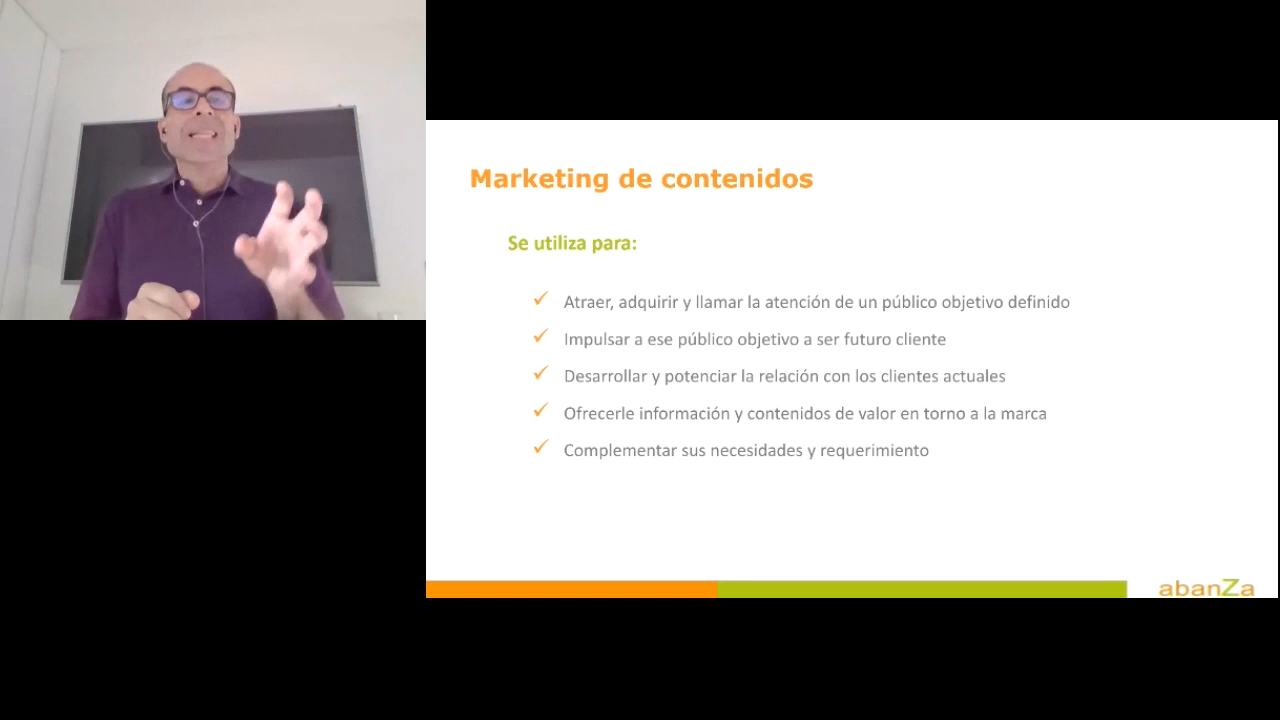 Marketing de contenidos
Se utiliza para:
✓ Atraer, adquirir y llamar la atención de un público objetivo definido
✓ Impulsar a ese público objetivo a ser futuro cliente
✓ Desarrollar y potenciar la relación con los clientes actuales
✓ Ofrecerle información y contenidos de valor en torno a la marca
✓ Complementar sus necesidades y requerimiento
abanZa